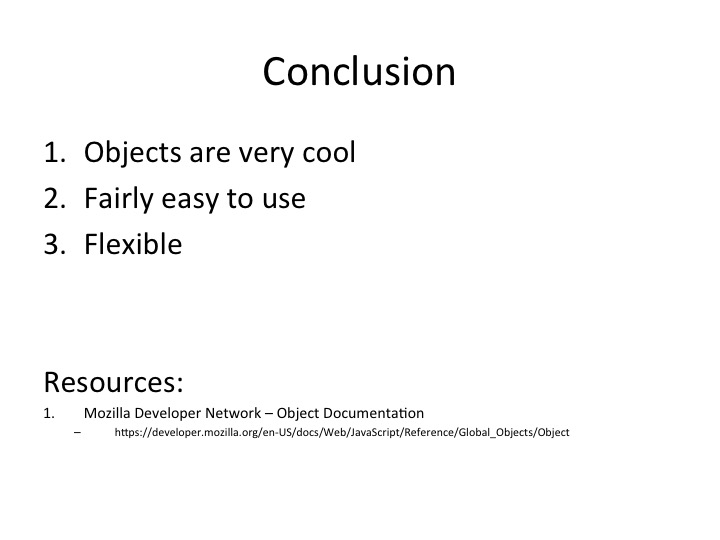 Conclusion
1. Objects are very cool
2. Fairly easy to use
3. Flexible
Resources:
1. Mozilla Developer Network – Object Documentation
– https://developer.mozilla.org/en-US/docs/Web/JavaScript/Reference/Global_Objects/Object